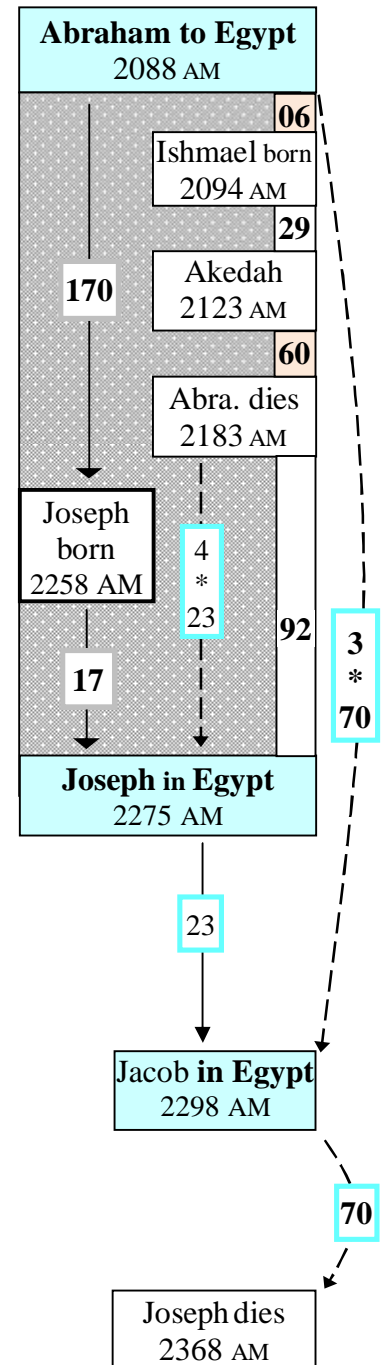 Abraham to Egypt
2088 AM
06
Ishmael born
2094 AM
29
Akedah
2123 AM
170
60
Abra. dies
2183 AM
Joseph
born
2258 AM
4
*
23
92
3
*
70
17
Joseph in Egypt
2275 AM
23
Jacob in Egypt
2298 AM
70
Joseph dies
2368 AM